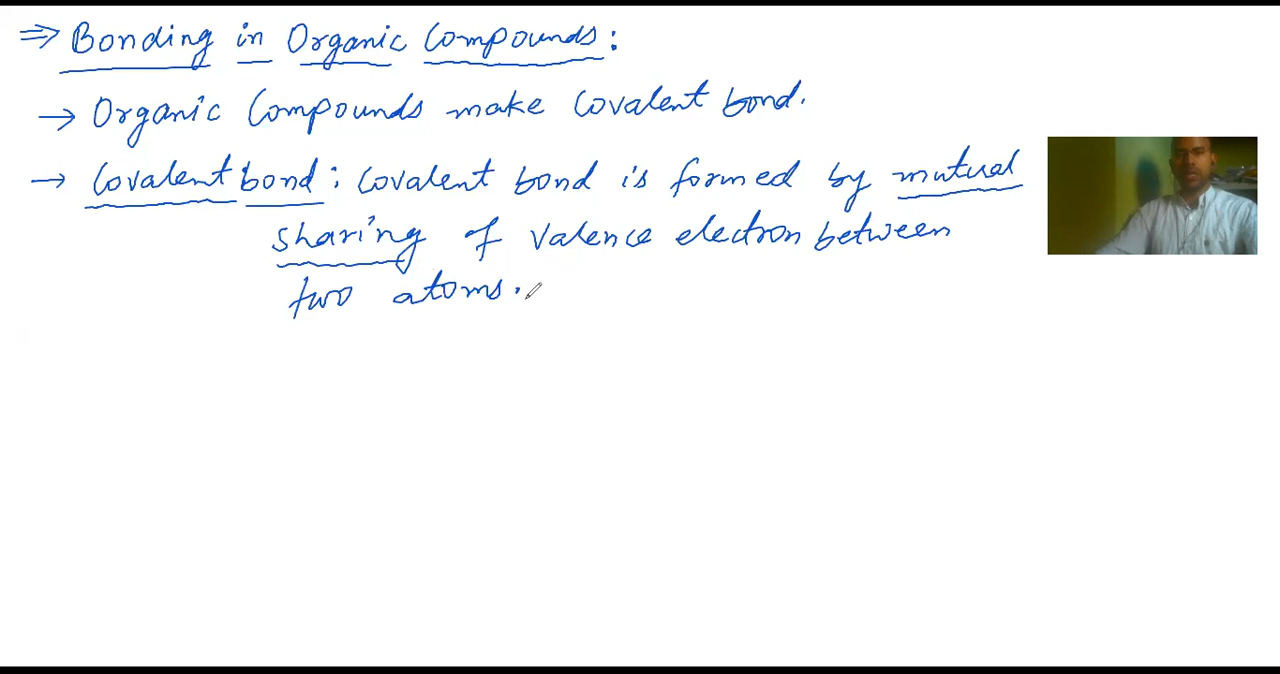 ⇒ Bonding in Organic Compounds:
→ Organic Compounds make Covalent bond.
→ Covalent bond: Covalent bond is formed by mutual
sharing of valence electron between
two atoms.